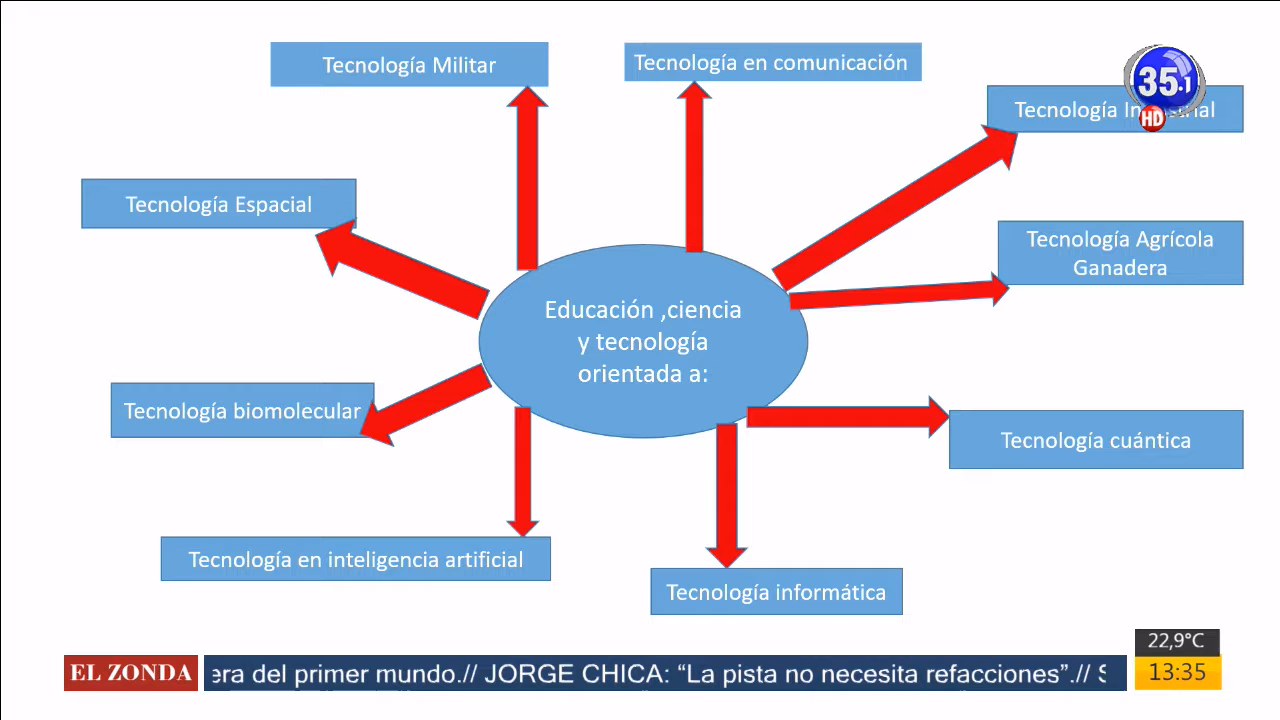 Tecnología Militar
Tecnología en comunicación
35.1
HD
Tecnología
Tecnología Espacial
Tecnología Agrícola
Ganadera
Educación ,ciencia
y tecnología
orientada a:
Tecnología biomolecular
Tecnología cuántica
Tecnología en inteligencia artificial
Tecnología informática
22,9°C
EL ZONDA
era del primer mundo.// JORGE CHICA: “La pista no necesita refacciones”.// S
13:35